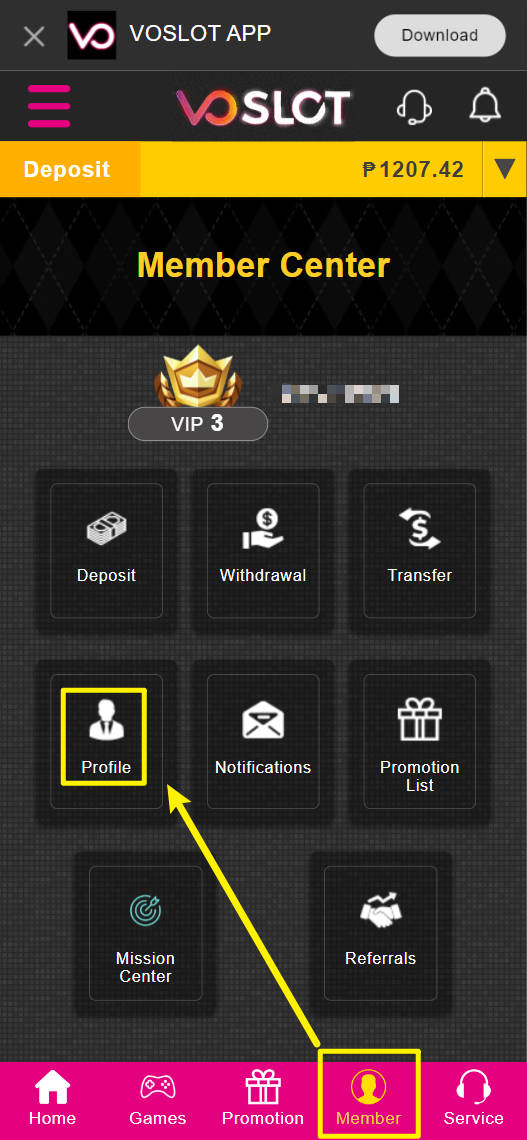 VOSLOT APP
Download
VOSLOT
Deposit
₱1207.42
Member Center
VIP 3
Deposit
Withdrawal
Transfer
Profile
Notifications
Promotion
List
Mission
Center
Referrals
Home
Games
Promotion
Member
Service